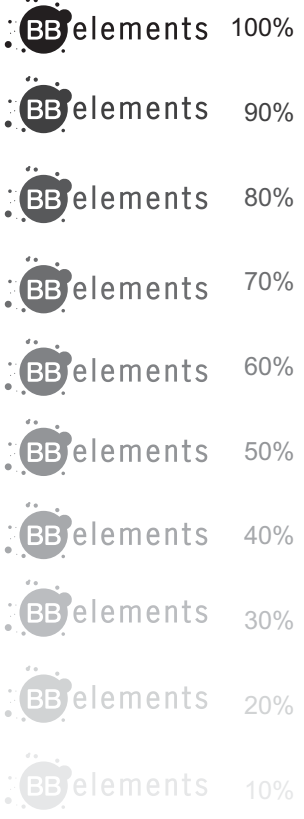 BB elements 100%
BB elements 90%
BB elements 80%
BB elements 70%
BB elements 60%
BB elements 50%
BB elements 40%
BB elements 30%
BB elements 20%
BB elements 10%